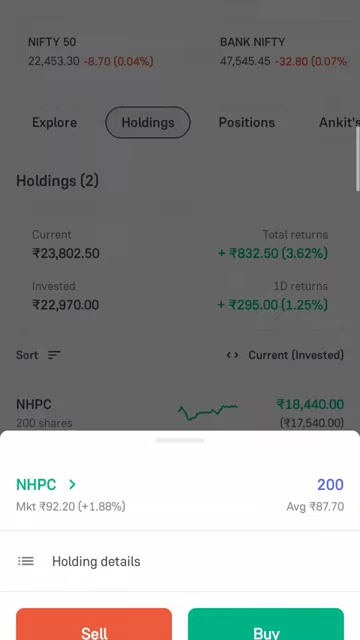 NIFTY 50 BANK NIFTY
22,453.30 -8.70 (0.04%) 47,545.45 -32.80 (0.07%
Explore Holdings Positions Ankit's
Holdings (2)
Current Total returns
₹23,802.50 + ₹832.50 (3.62%)
Invested 1D returns
₹22,970.00 + ₹295.00 (1.25%)
Sort <> Current (Invested)
NHPC ₹18,440.00
200 shares (₹17,540.00)
NHPC > 200
Mkt ₹92.20 (+1.88%) Avg ₹87.70
Holding details
Sell Buy